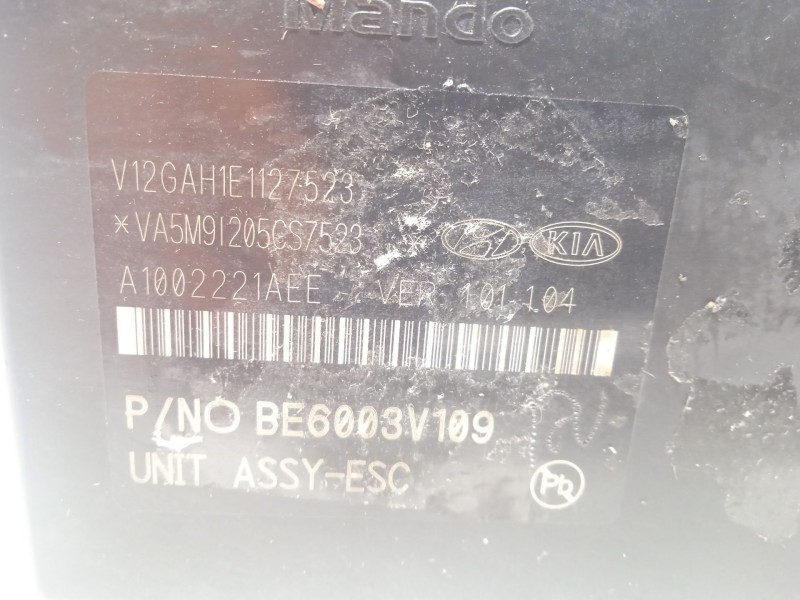 Mando
V12GAH1E1127523
*VA5M9I205CS7523 *
KIA
A1002221AEE VER 101 104
P/NO BE6003V109
UNIT ASSY-ESC
Pb